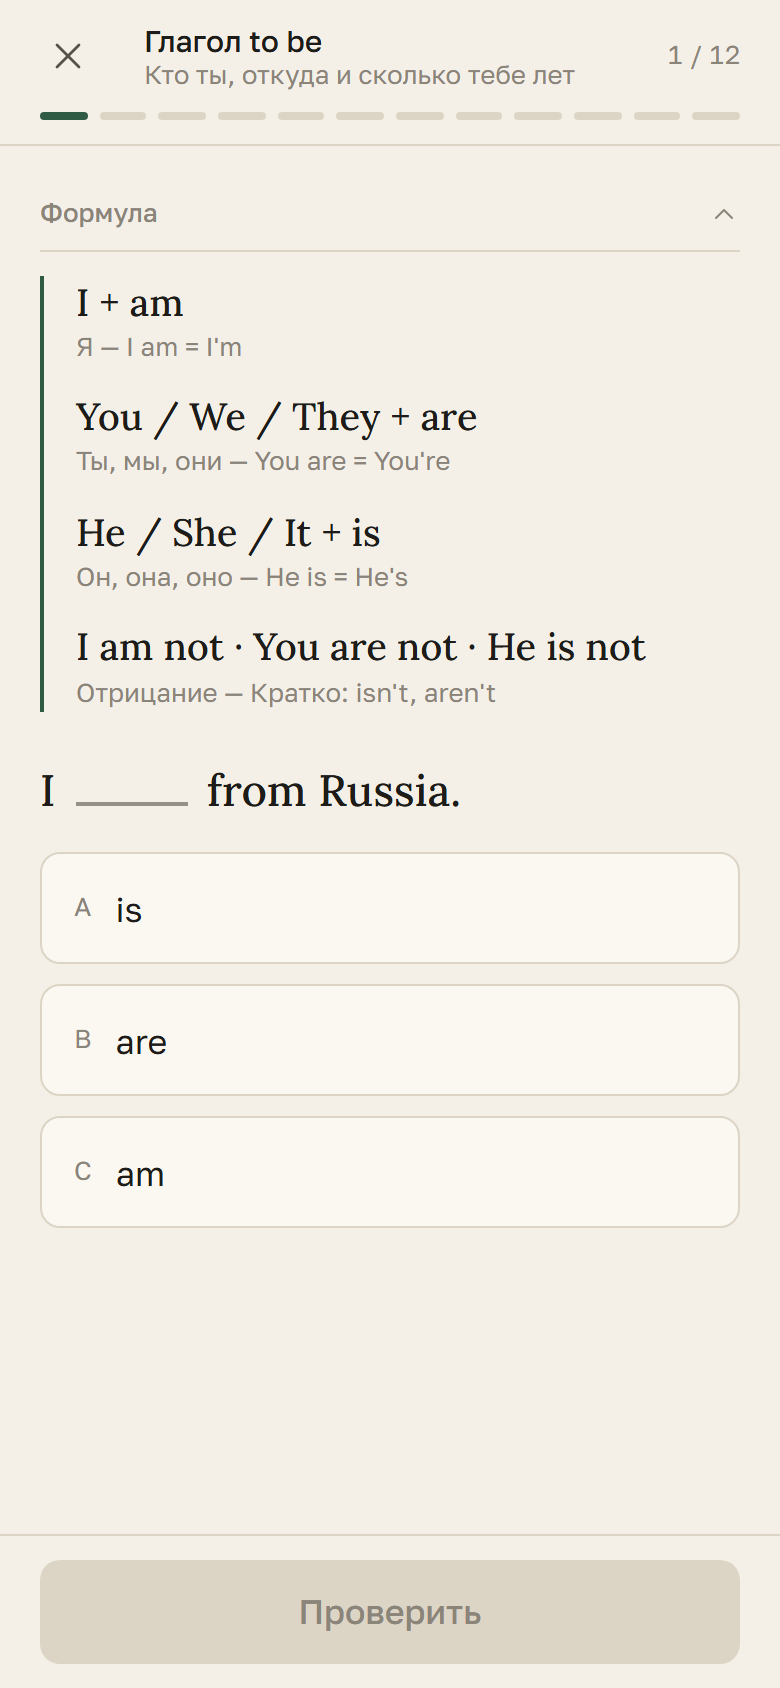 Глагол to be
Кто ты, откуда и сколько тебе лет
1 / 12
Формула
I + am
Я — I am = I'm
You / We / They + are
Ты, мы, они — You are = You're
He / She / It + is
Он, она, оно — He is = He's
I am not · You are not · He is not
Отрицание — Кратко: isn't, aren't
I ____ from Russia.
A is
B are
C am
Проверить